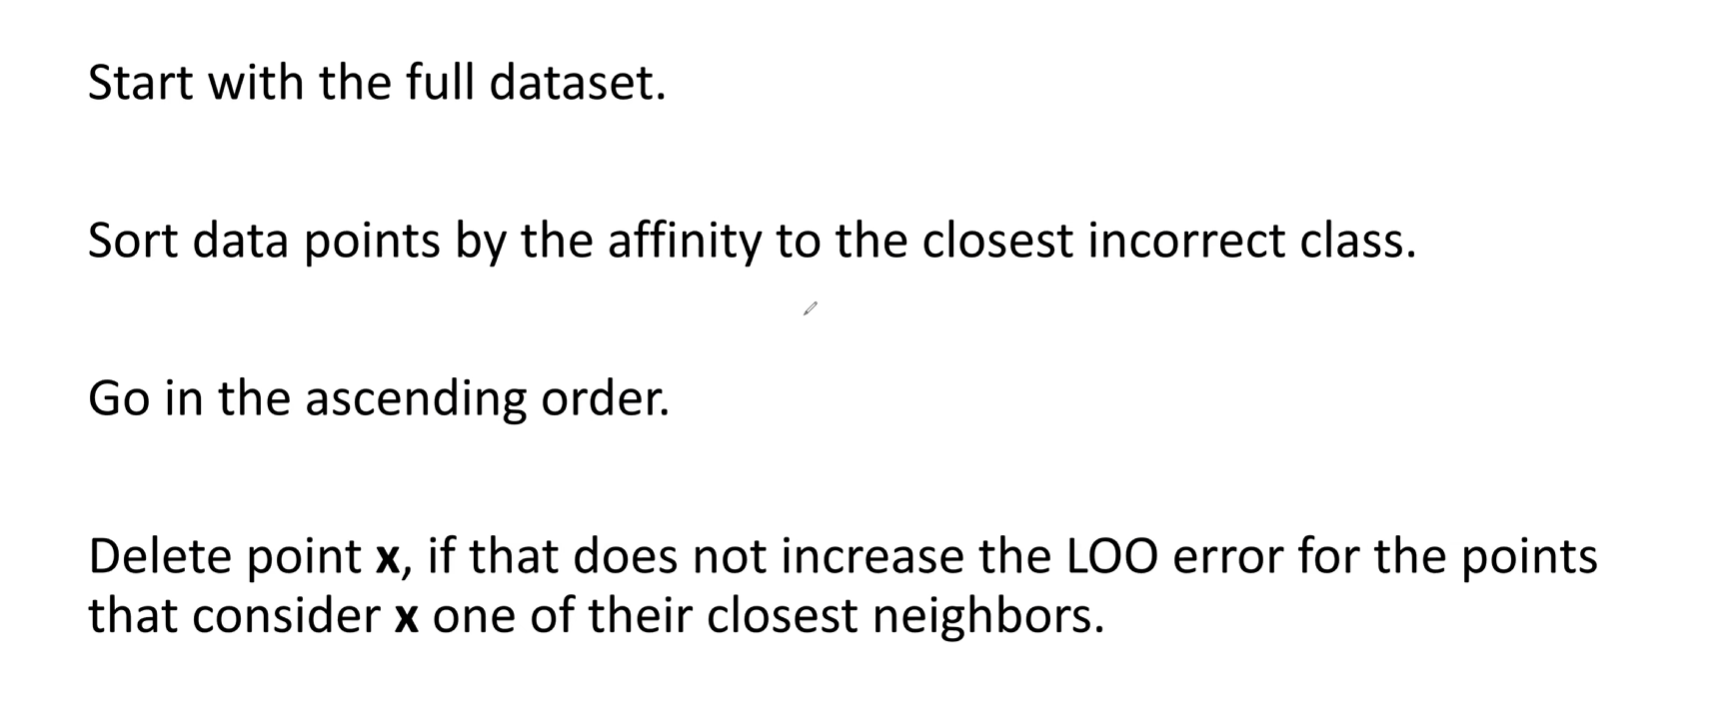 Start with the full dataset.
Sort data points by the affinity to the closest incorrect class.
Go in the ascending order.
Delete point x, if that does not increase the LOO error for the points
that consider x one of their closest neighbors.